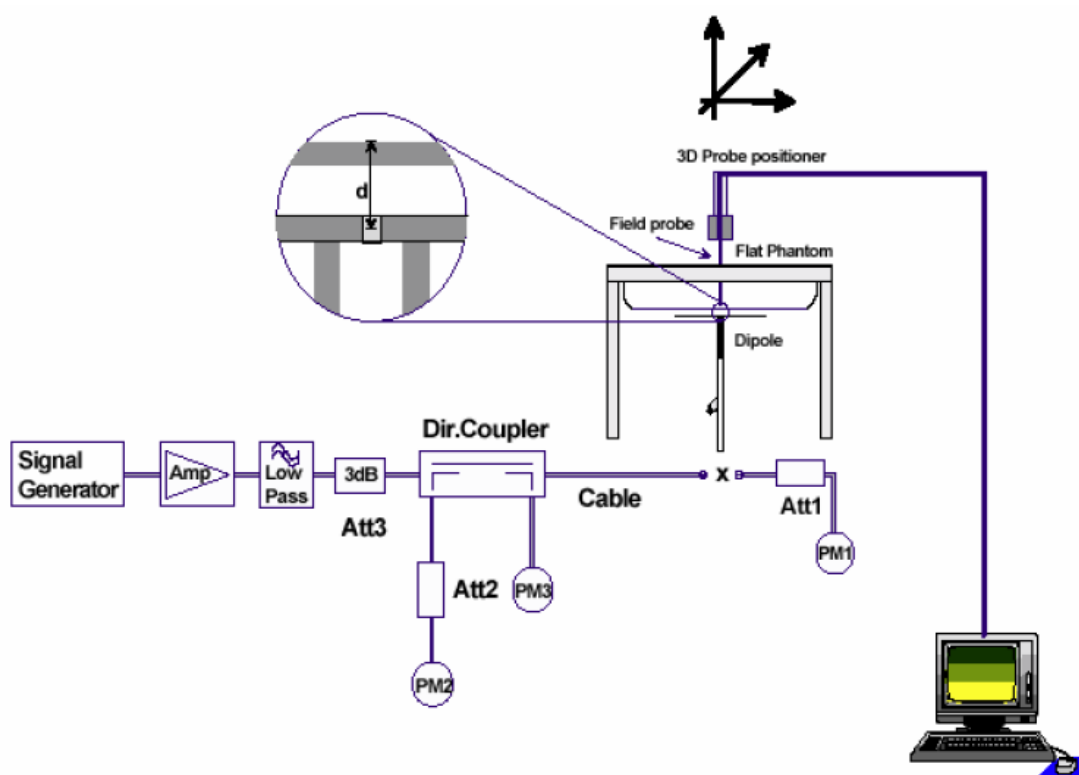 3D Probe positioner
d
Field probe
Flat Phantom
Dipole
Dir.Coupler
Signal
Generator
Amp
Low
Pass
3dB
Att3
Cable
x
Att1
PM1
Att2
PM3
PM2